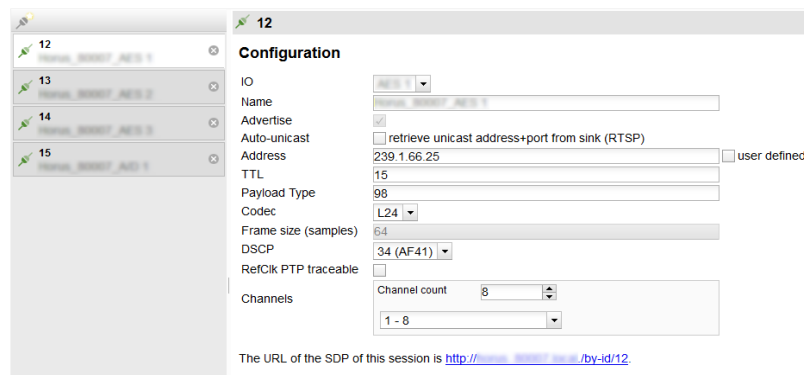 12
12
13
14
15
Configuration
IO
Name
Advertise
Auto-unicast retrieve unicast address+port from sink (RTSP)
Address 239.1.66.25 user defined
TTL 15
Payload Type 98
Codec L24
Frame size (samples) 64
DSCP 34 (AF41)
RefClk PTP traceable
Channels
Channel count 8
1 - 8
The URL of the SDP of this session is http:// /by-id/12.